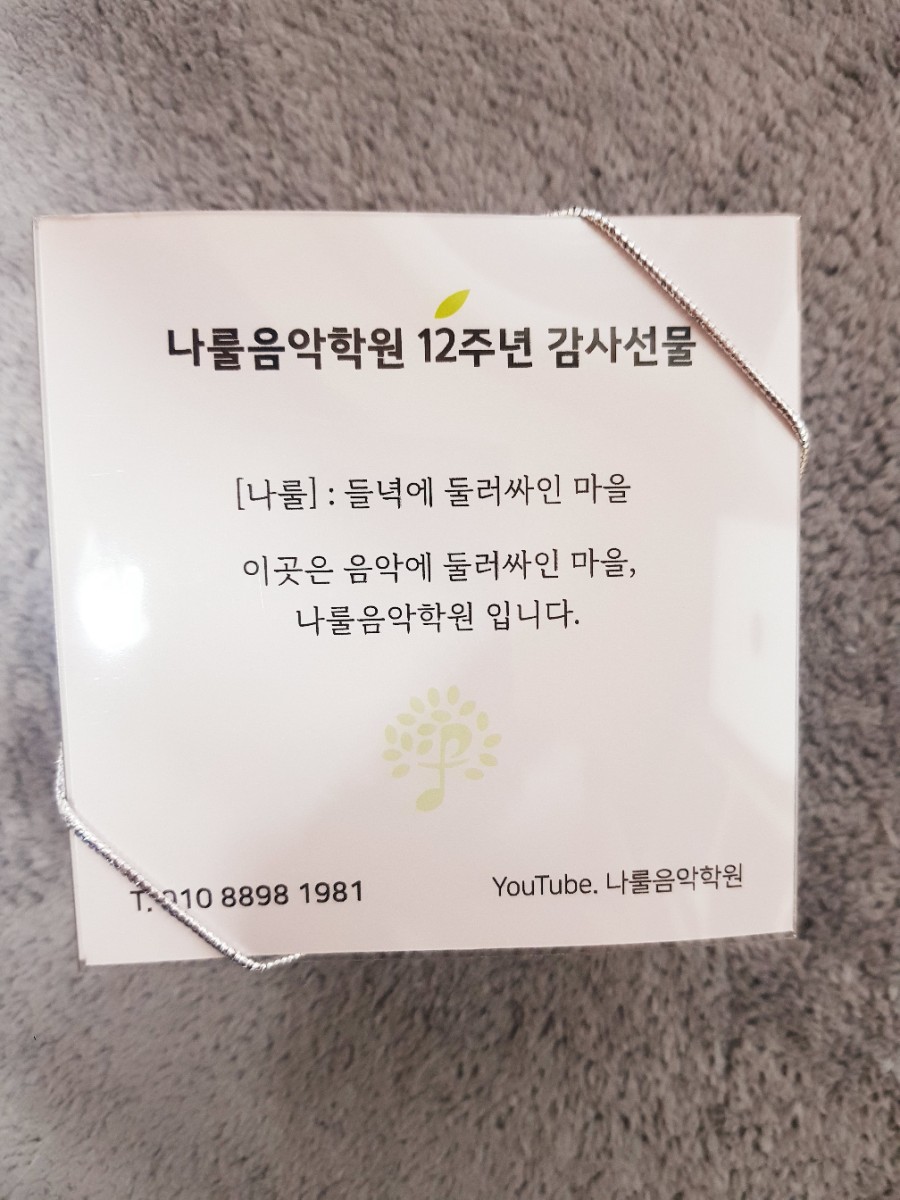 나룰음악학원 12주년 감사선물
[나룰] : 들녘에 둘러싸인 마을
이곳은 음악에 둘러싸인 마을,
나룰음악학원 입니다.
T. 010 8898 1981
YouTube. 나룰음악학원